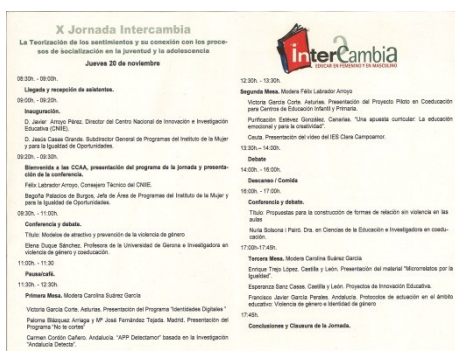 X Jornada Intercambia
La Teorización de los sentimientos y su conexión con los proce-
sos de socialización en la juventud y la adolescencia
Jueves 20 de noviembre
08:30h. - 09:00h.
Llegada y recepción de asistentes.
09:00h. - 09:20h.
Inauguración.
D. Javier Arroyo Pérez. Director del Centro Nacional de Innovación e Investigación
Educativa (CNIIE).
D. Jesús Casas Grande. Subdirector General de Programas del Instituto de la Mujer
y para la Igualdad de Oportunidades.
09:20h. - 09:30h.
Bienvenida a las CCAA, presentación del programa de la jornada y presenta-
ción de la conferencia.
Félix Labrador Arroyo, Consejero Técnico del CNIIE.
Begoña Palacios de Burgos, Jefa de Área de Programas del Instituto de la Mujer y
para la Igualdad de Oportunidades.
09:30h. - 11:00h.
Conferencia y debate.
Título: Modelos de atractivo y prevención de la violencia de género
Elena Duque Sánchez. Profesora de la Universidad de Gerona e Investigadora en
violencia de género y coeducación.
11:00h. - 11:30
Pausa/café.
11:30h. - 12:30h.
Primera Mesa. Modera Carolina Suárez García
Victoria García Corte. Asturias. Presentación del Programa "Identidades Digitales"
Paloma Blázquez Arriaga y Mª José Fernández Tejada. Madrid. Presentación del
Programa "No te cortes"
Carmen Cordón Cañero. Andalucía. "APP Detectamor" basada en la Investigación
"Andalucía Detecta".
interCambia
EDUCAR EN FEMENINO Y EN MASCULINO
12:30h. - 13:30h.
Segunda Mesa. Modera Félix Labrador Arroyo
Victoria García Corte. Asturias. Presentación del Proyecto Piloto en Coeducación
para Centros de Educación Infantil y Primaria.
Purificación Estévez González. Canarias. "Una apuesta curricular: La educación
emocional y para la creatividad".
Ceuta. Presentación del vídeo del IES Clara Campoamor.
13:30h. - 14:00h.
Debate
14:00h. - 16:00h.
Descanso / Comida
16:00h. - 17:00h.
Conferencia y debate.
Título: Propuestas para la construcción de formas de relación sin violencia en las
aulas
Nuria Solsona i Pairó. Dra. en Ciencias de la Educación e Investigadora en coedu-
cación.
17:00h-17:45h.
Tercera Mesa. Modera Carolina Suárez García
Enrique Trejo López. Castilla y León. Presentación del material "Microrrelatos por la
Igualdad".
Esperanza Sanz Casas. Castilla y León. Proyectos de Innovación Educativa.
Francisco Javier García Perales. Andalucía. Protocolos de actuación en el ámbito
educativo: Violencia de género e Identidad de género
17:45h.
Conclusiones y Clausura de la Jornada.